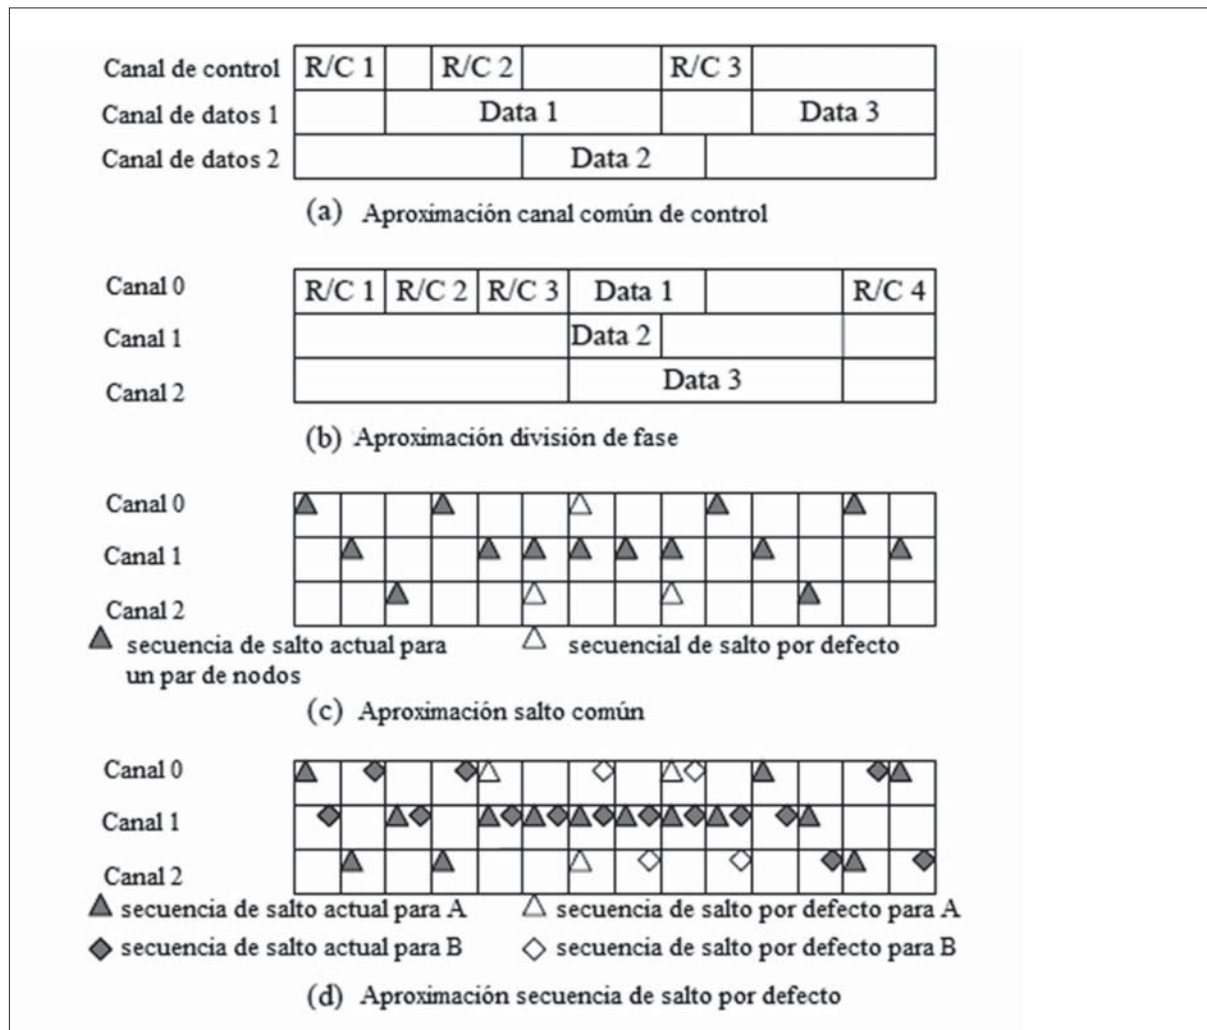 Canal de control R/C 1 R/C 2 R/C 3
Canal de datos 1 Data 1 Data 3
Canal de datos 2 Data 2
(a) Aproximación canal común de control
Canal 0 R/C 1 R/C 2 R/C 3 Data 1 R/C 4
Canal 1 Data 2
Canal 2 Data 3
(b) Aproximación división de fase
Canal 0
Canal 1
Canal 2
secuencia de salto actual para
un par de nodos
secuencial de salto por defecto
(c) Aproximación salto común
Canal 0
Canal 1
Canal 2
secuencia de salto actual para A
secuencia de salto por defecto para A
secuencia de salto actual para B
secuencia de salto por defecto para B
(d) Aproximación secuencia de salto por defecto